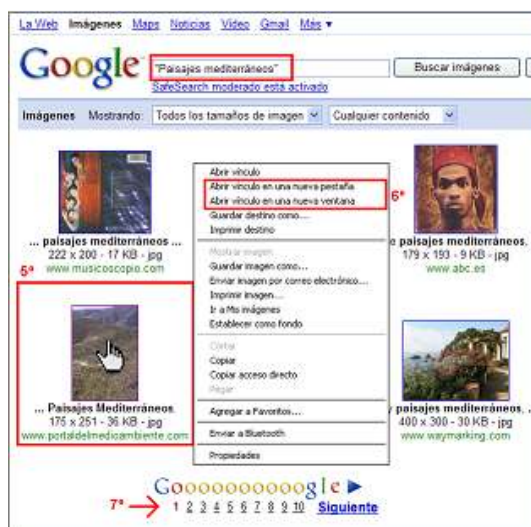 La Web Imágenes Maps Noticias Vídeo Gmail Más ▼
Google
"Paisajes mediterráneos"
Buscar imágenes
SafeSearch moderado está activado
Imágenes Mostrando: Todos los tamaños de imagen Cualquier contenido
... paisajes mediterráneos ...
222 x 200 - 17 KB - jpg
www.musicoscopio.com
5º
... Paisajes Mediterráneos.
175 x 251 - 36 KB - jpg
www.portaldelmedioambiente.com
Abrir vínculo
Abrir vínculo en una nueva pestaña
Abrir vínculo en una nueva ventana
Guardar destino como...
Imprimir destino
Mostrar imagen
Guardar imagen como...
Enviar imagen por correo electrónico...
Imprimir imagen...
Ir a Mis imágenes
Establecer como fondo
Cortar
Copiar
Copiar acceso directo
Pegar
Agregar a Favoritos...
Enviar a Bluetooth
Propiedades
6º
e paisajes mediterráneos
179 x 193 - 9 KB - jpg
www.abc.es
y paisajes mediterráneos.
400 x 300 - 30 KB - jpg
www.waymarking.com
Goooooooooogle
7º → 1 2 3 4 5 6 7 8 9 10 Siguiente